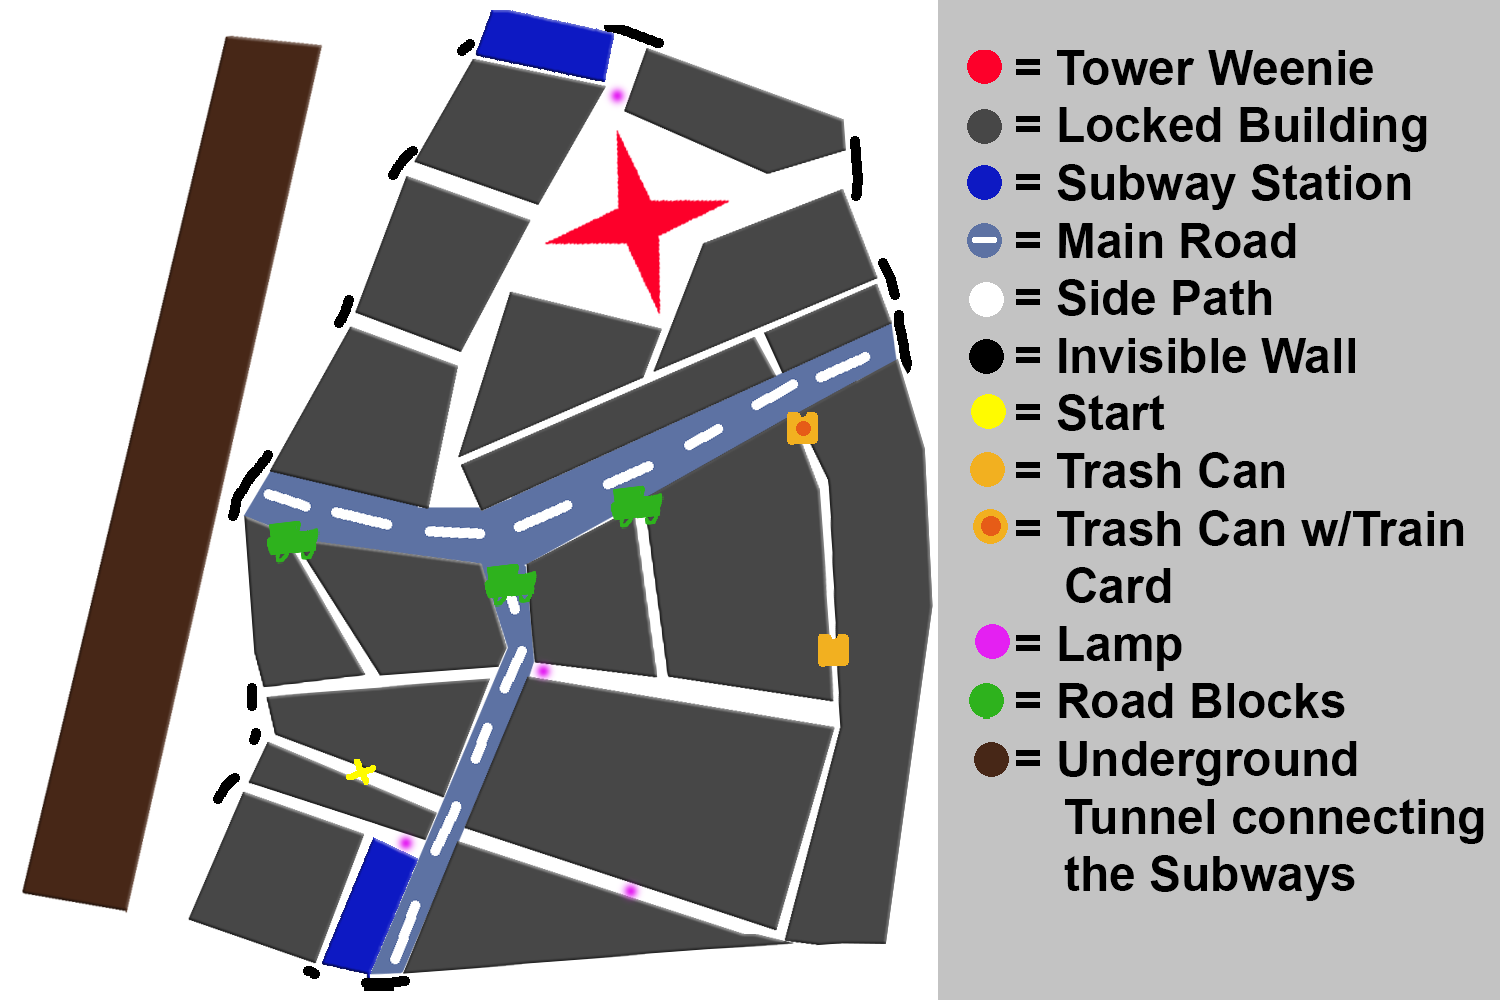 = Tower Weenie
= Locked Building
= Subway Station
= Main Road
= Side Path
= Invisible Wall
= Start
= Trash Can
= Trash Can w/Train
Card
= Lamp
= Road Blocks
= Underground
Tunnel connecting
the Subways